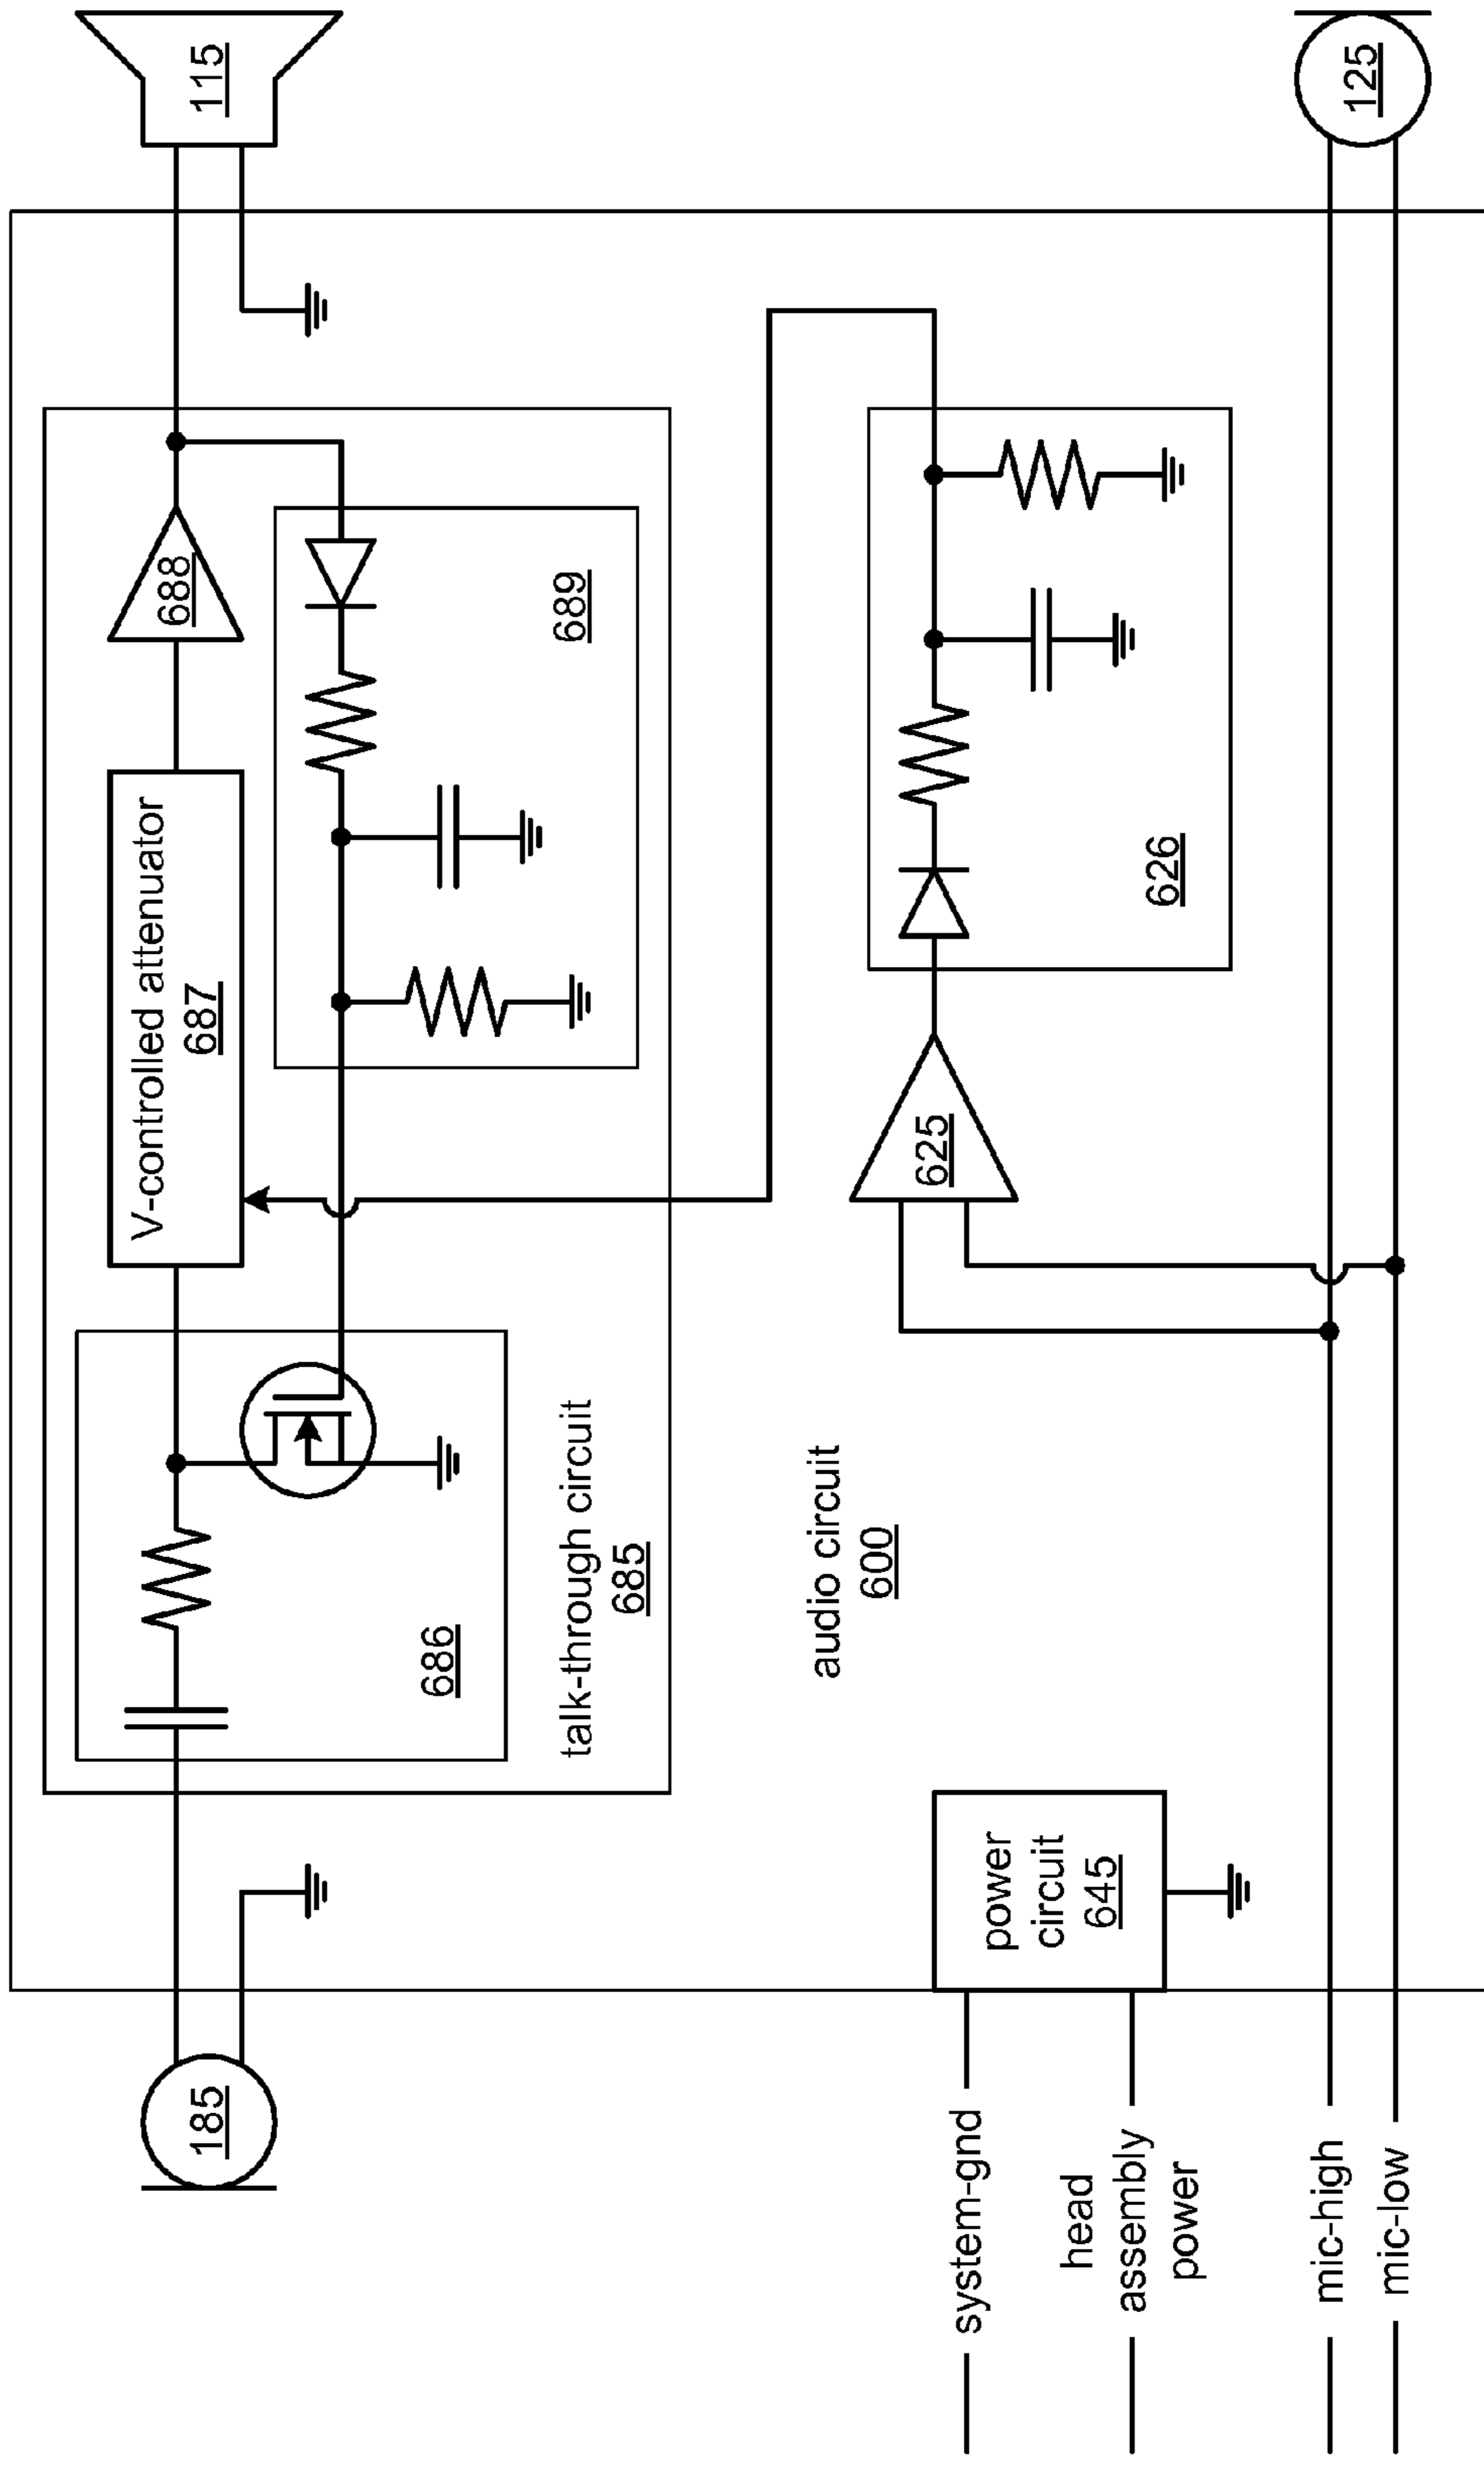 115
688
V-controlled attenuator
687
689
686
talk-through circuit
685
185
audio circuit
600
625
626
power
circuit
645
system-gnd
head
assembly
power
mic-high
mic-low
125